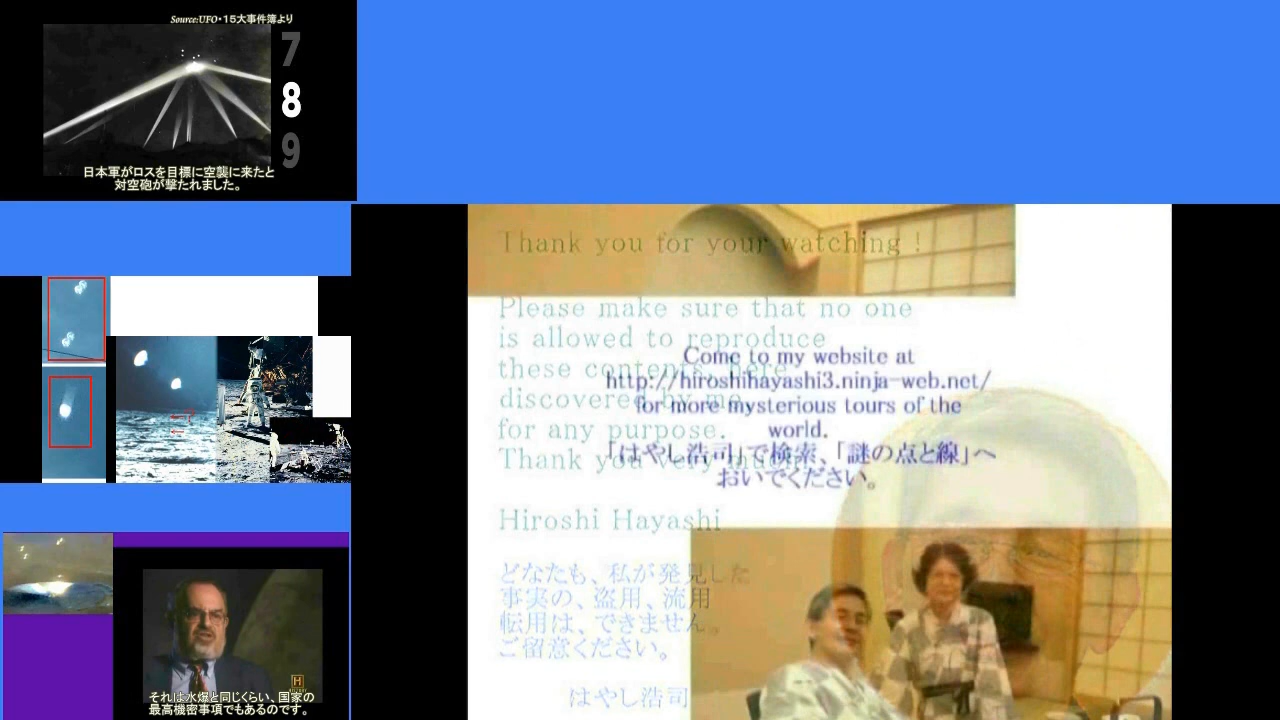 Source:UFO・15大事件簿より
7
8
9
日本軍がロスを目標に空襲に来たと
対空砲が撃たれました。
Thank you for your watching !
Please make sure that no one
is allowed to reproduce
these contents, here
discovered by me
for any purpose.
Thank you very much.
Come to my website at
http://hiroshihayashi3.ninja-web.net/
for more mysterious tours of the
world.
「はやし浩司」で検索、「謎の点と線」へ
おいでください。
Hiroshi Hayashi
どなたも、私が発見した
事実の、盗用、流用
転用は、できません。
ご留意ください。
はやし浩司
H
それは水爆と同じくらい、国家の
最高機密事項でもあるのです。